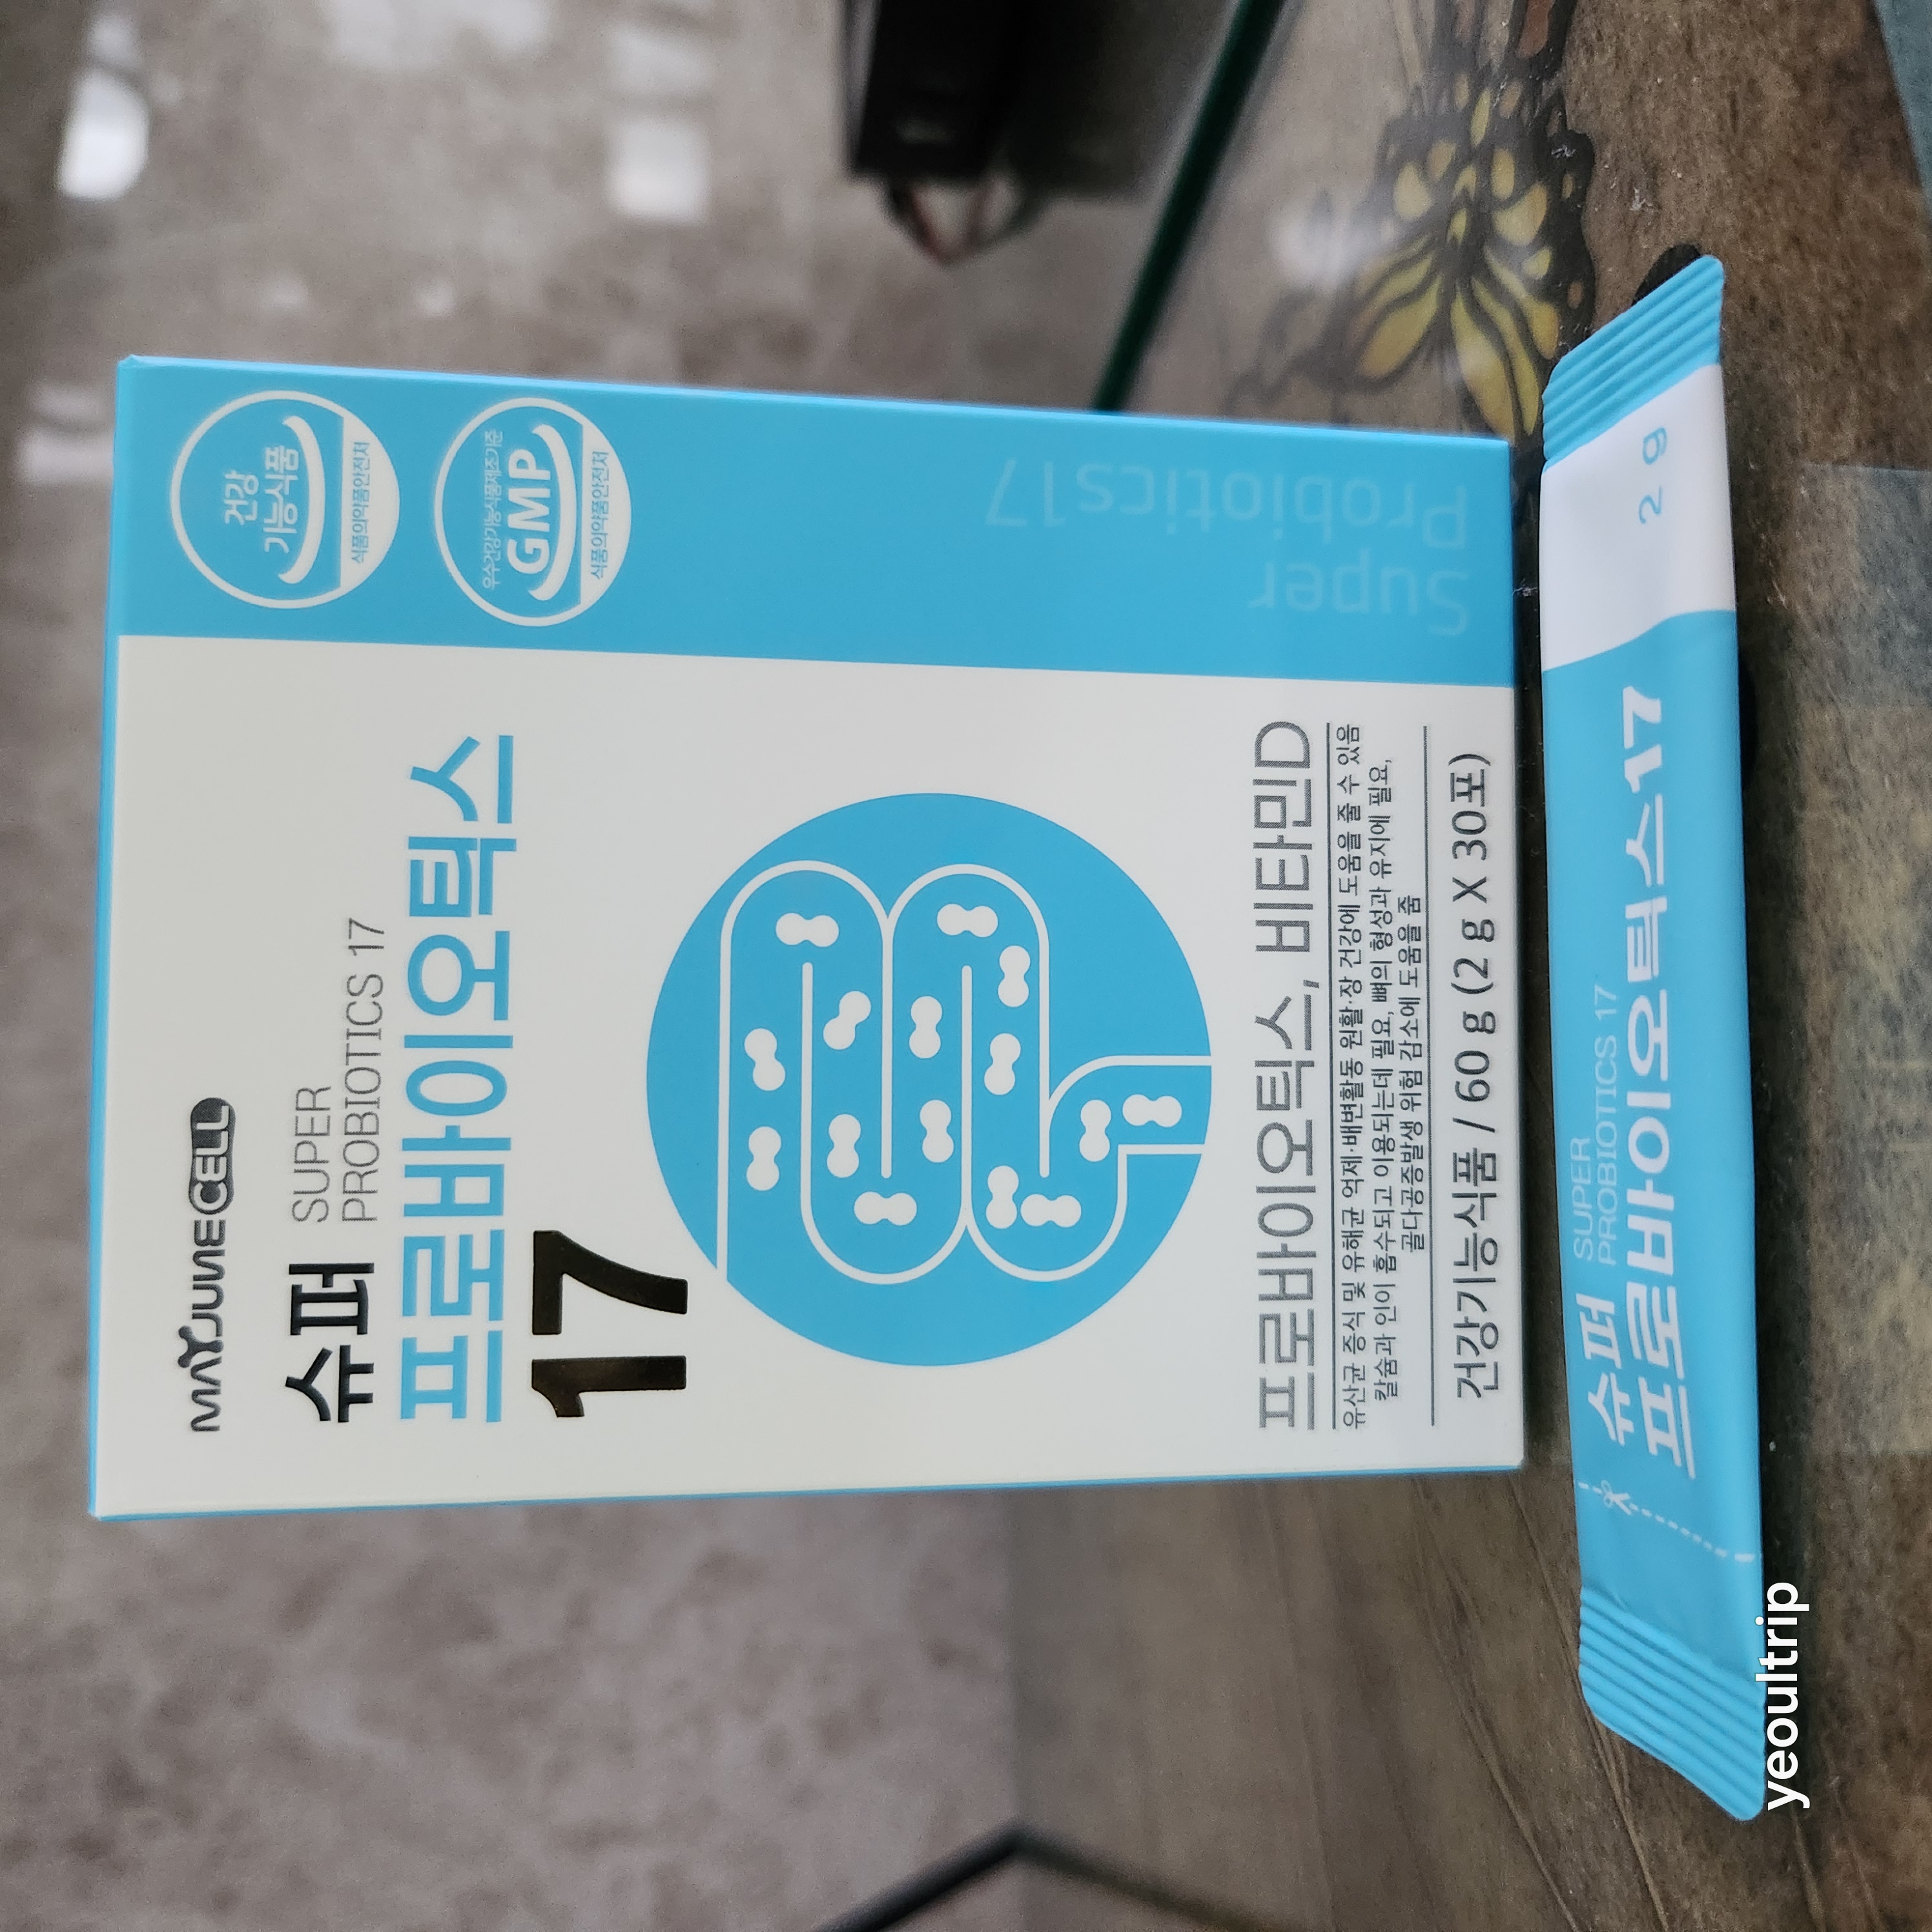 MAYJUNE CELL
슈퍼 SUPER
PROBIOTICS 17
프로바이오틱스
17
프로바이오틱스, 비타민D
유산균 증식 및 유해균 억제·배변활동 원활·장 건강에 도움을 줄 수 있음
칼슘과 인이 흡수되고 이용되는데 필요, 뼈의 형성과 유지에 필요,
골다공증발생 위험 감소에 도움을 줌
건강기능식품 / 60 g (2 g X 30포)
건강
기능식품
식품의약품안전처
우수건강기능식품제조기준
GMP
식품의약품안전처
Super
Probiotics17
슈퍼 SUPER
PROBIOTICS 17
프로바이오틱스17
2 g
yeoultrip